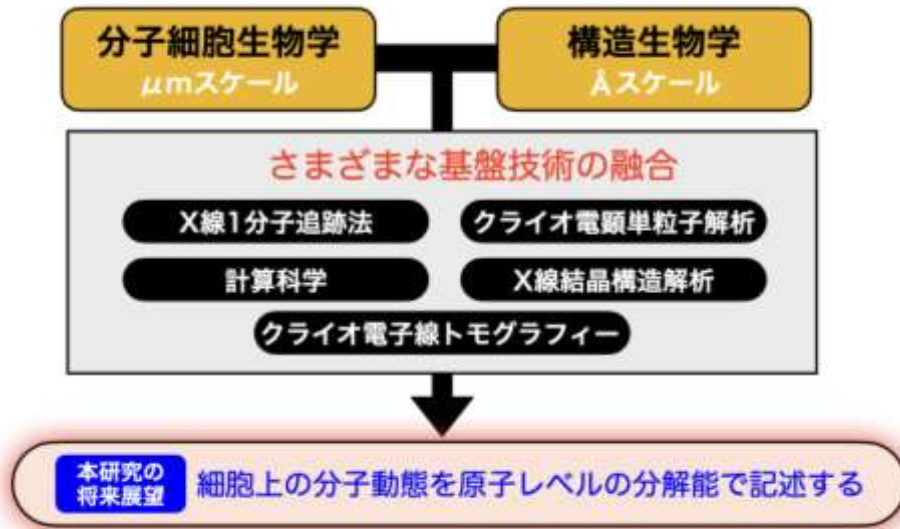 分子細胞生物学
μmスケール
構造生物学
Åスケール
さまざまな基盤技術の融合
X線1分子追跡法
クライオ電顕単粒子解析
計算科学
X線結晶構造解析
クライオ電子線トモグラフィー
本研究の
将来展望
細胞上の分子動態を原子レベルの分解能で記述する